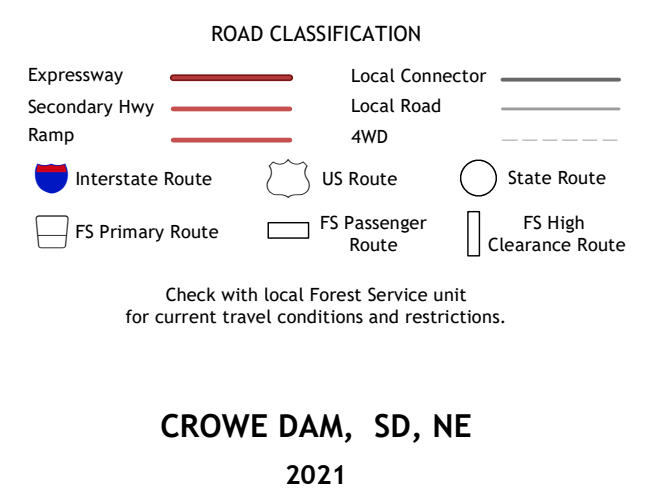 ROAD CLASSIFICATION
Expressway
Local Connector
Secondary Hwy
Local Road
Ramp
4WD
Interstate Route
US Route
State Route
FS Primary Route
FS Passenger
Route
FS High
Clearance Route
Check with local Forest Service unit
for current travel conditions and restrictions.
CROWE DAM,  SD, NE
2021